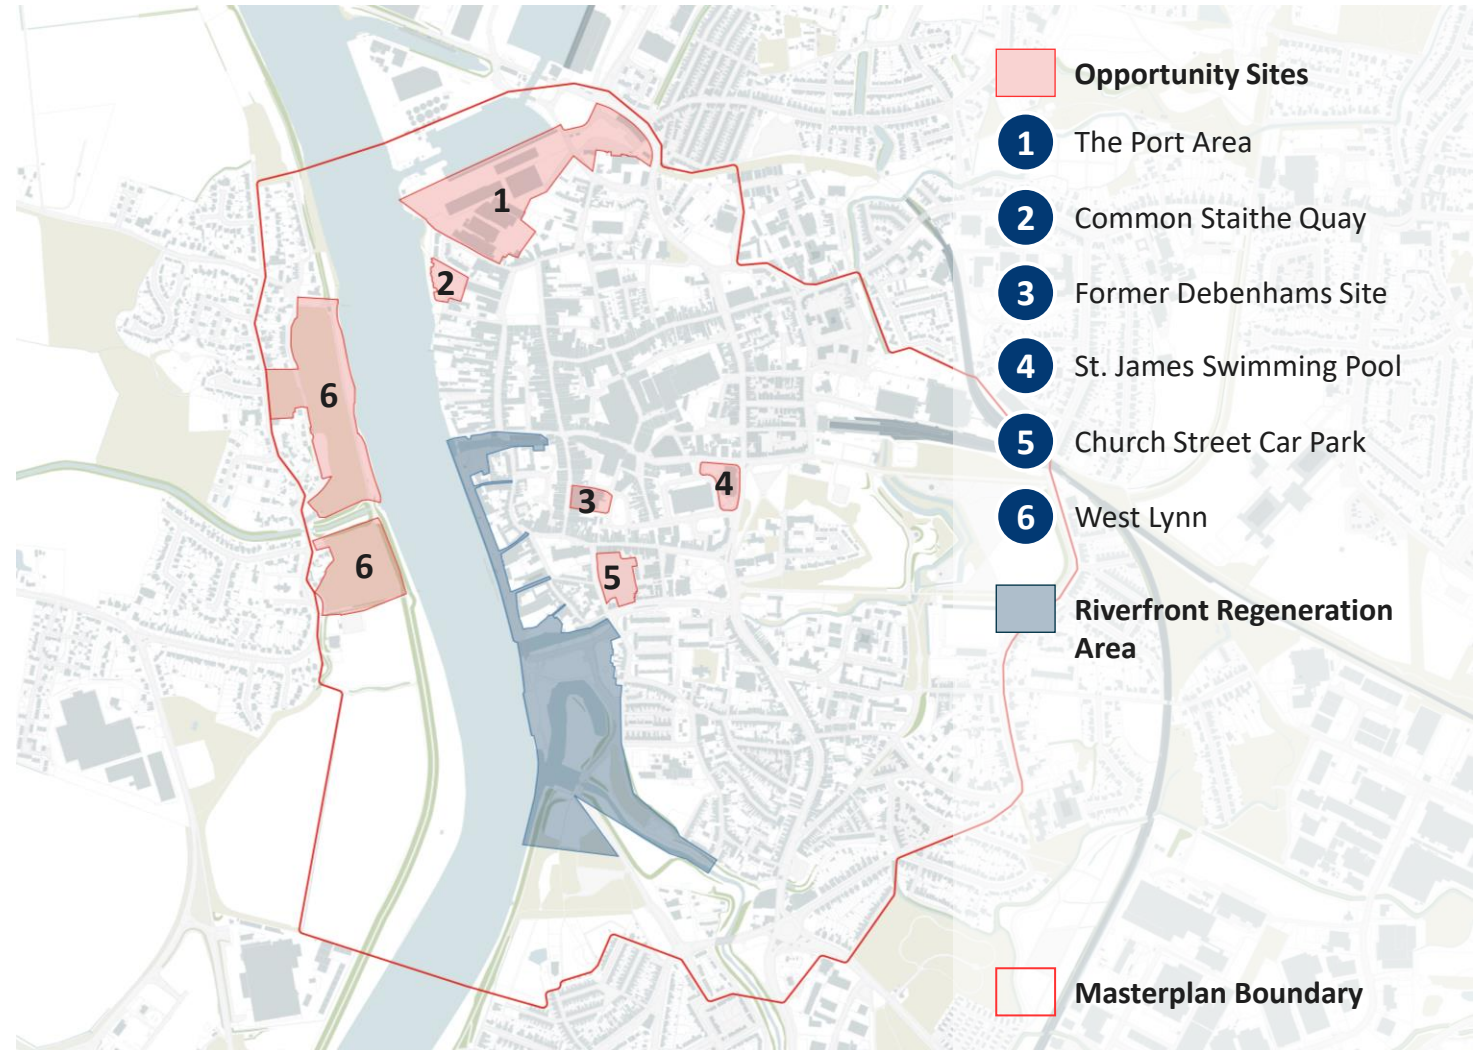 Opportunity Sites
1 The Port Area
2 Common Staithe Quay
3 Former Debenhams Site
4 St. James Swimming Pool
5 Church Street Car Park
6 West Lynn
Riverfront Regeneration
Area
Masterplan Boundary
1
2
6
4
3
6
5